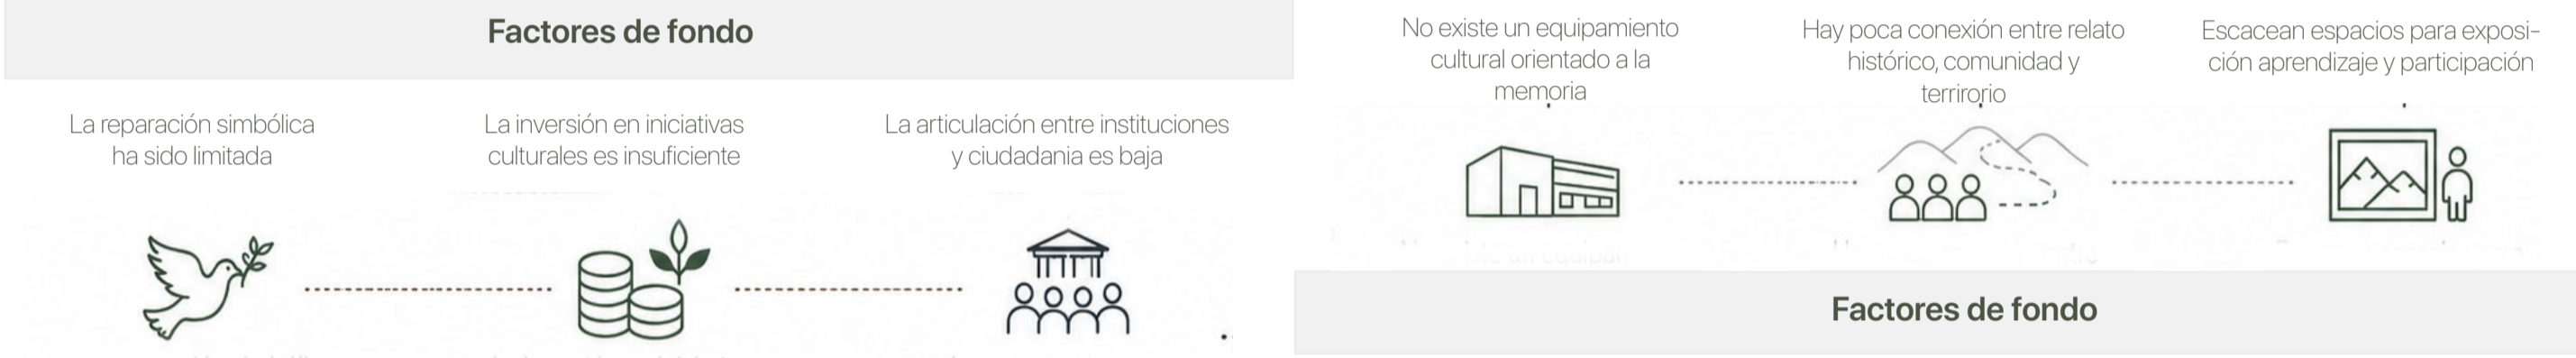 Factores de fondo
La reparación simbólica
ha sido limitada
La inversión en iniciativas
culturales es insuficiente
La articulación entre instituciones
y ciudadania es baja
No existe un equipamiento
cultural orientado a la
memoria
Hay poca conexión entre relato
histórico, comunidad y
terrirorio
Escacean espacios para exposi-
ción aprendizaje y participación
Factores de fondo